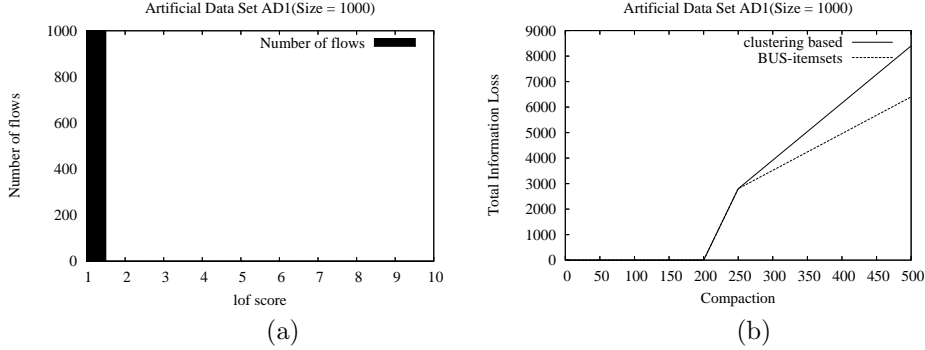 Artificial Data Set AD1(Size = 1000)
Number of flows
1000
800
600
400
200
0
Number of flows
1 2 3 4 5 6 7 8 9 10
lof score
(a)
Artificial Data Set AD1(Size = 1000)
Total Information Loss
9000
8000
7000
6000
5000
4000
3000
2000
1000
0
clustering based
BUS-itemsets
0 50 100 150 200 250 300 350 400 450 500
Compaction
(b)